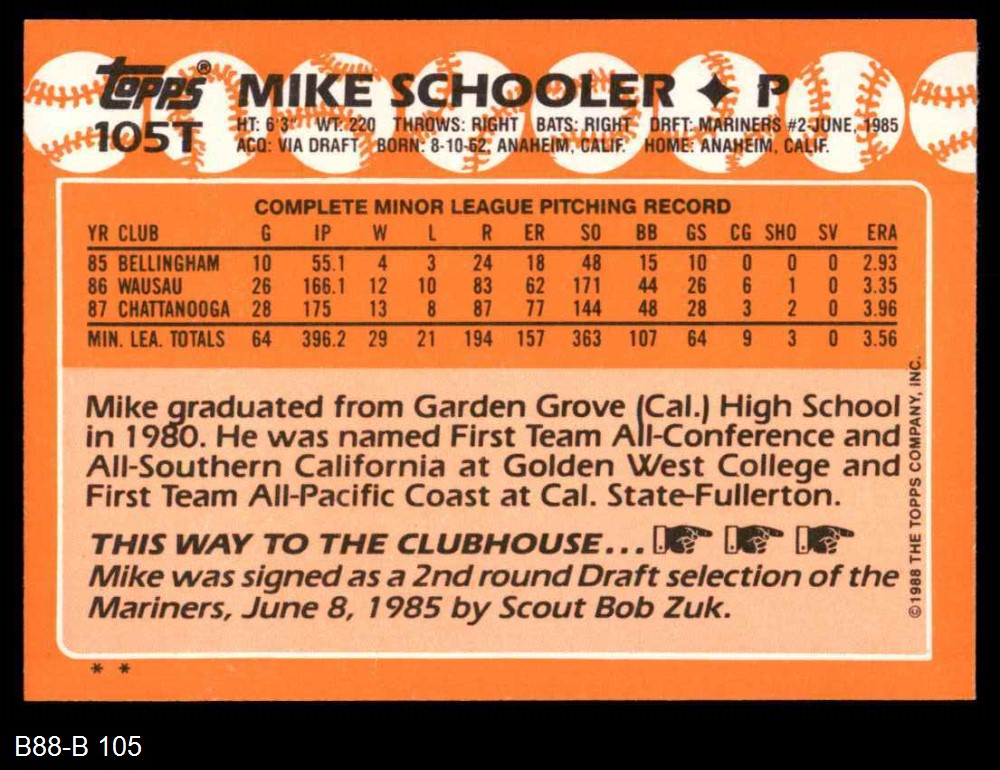 topps® MIKE SCHOOLER ✦ P
105T HT: 6'3" WT: 220 THROWS: RIGHT BATS: RIGHT DRFT: MARINERS #2-JUNE, 1985
ACQ: VIA DRAFT BORN: 8-10-62, ANAHEIM, CALIF. HOME: ANAHEIM, CALIF.
COMPLETE MINOR LEAGUE PITCHING RECORD
YR CLUB G IP W L R ER SO BB GS CG SHO SV ERA
85 BELLINGHAM 10 55.1 4 3 24 18 48 15 10 0 0 0 2.93
86 WAUSAU 26 166.1 12 10 83 62 171 44 26 6 1 0 3.35
87 CHATTANOOGA 28 175 13 8 87 77 144 48 28 3 2 0 3.96
MIN. LEA. TOTALS 64 396.2 29 21 194 157 363 107 64 9 3 0 3.56
Mike graduated from Garden Grove (Cal.) High School
in 1980. He was named First Team All-Conference and
All-Southern California at Golden West College and
First Team All-Pacific Coast at Cal. State-Fullerton.
THIS WAY TO THE CLUBHOUSE...
Mike was signed as a 2nd round Draft selection of the
Mariners, June 8, 1985 by Scout Bob Zuk.
©1988 THE TOPPS COMPANY, INC.
* *
B88-B 105